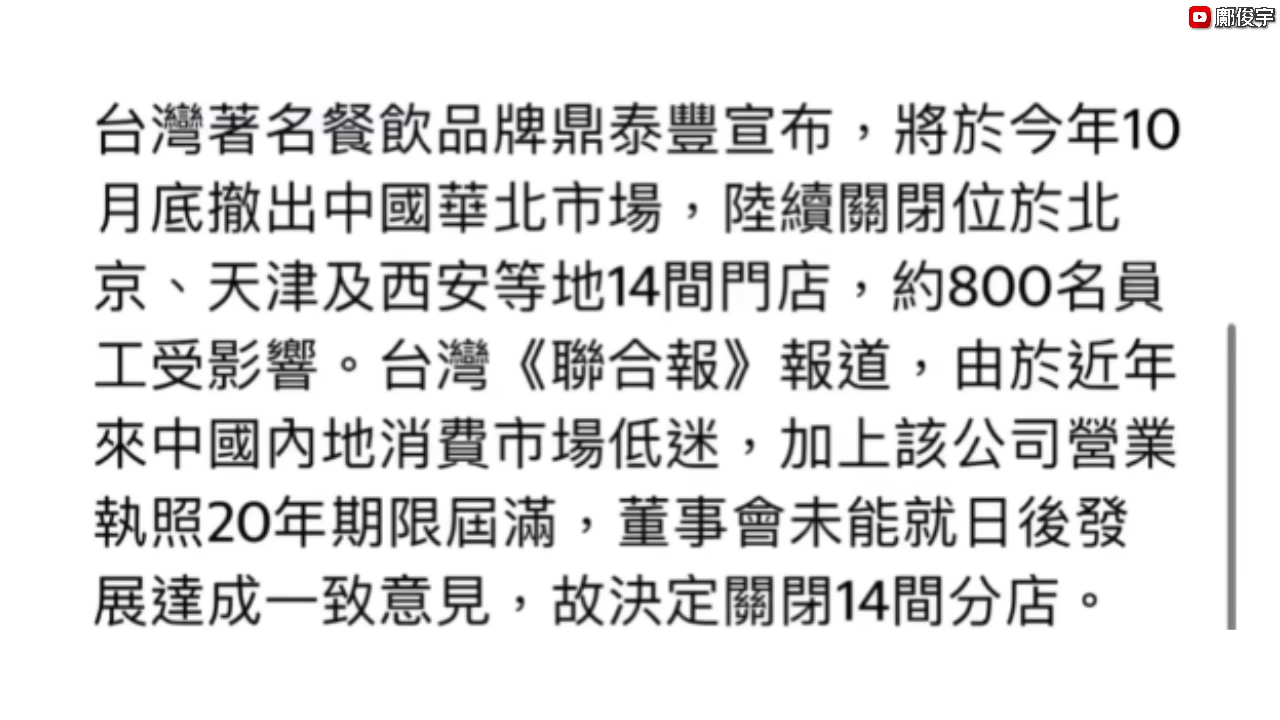 鄺俊宇
台灣著名餐飲品牌鼎泰豐宣布，將於今年10
月底撤出中國華北市場，陸續關閉位於北
京、天津及西安等地14間門店，約800名員
工受影響。台灣《聯合報》報道，由於近年
來中國內地消費市場低迷，加上該公司營業
執照20年期限屆滿，董事會未能就日後發
展達成一致意見，故決定關閉14間分店。